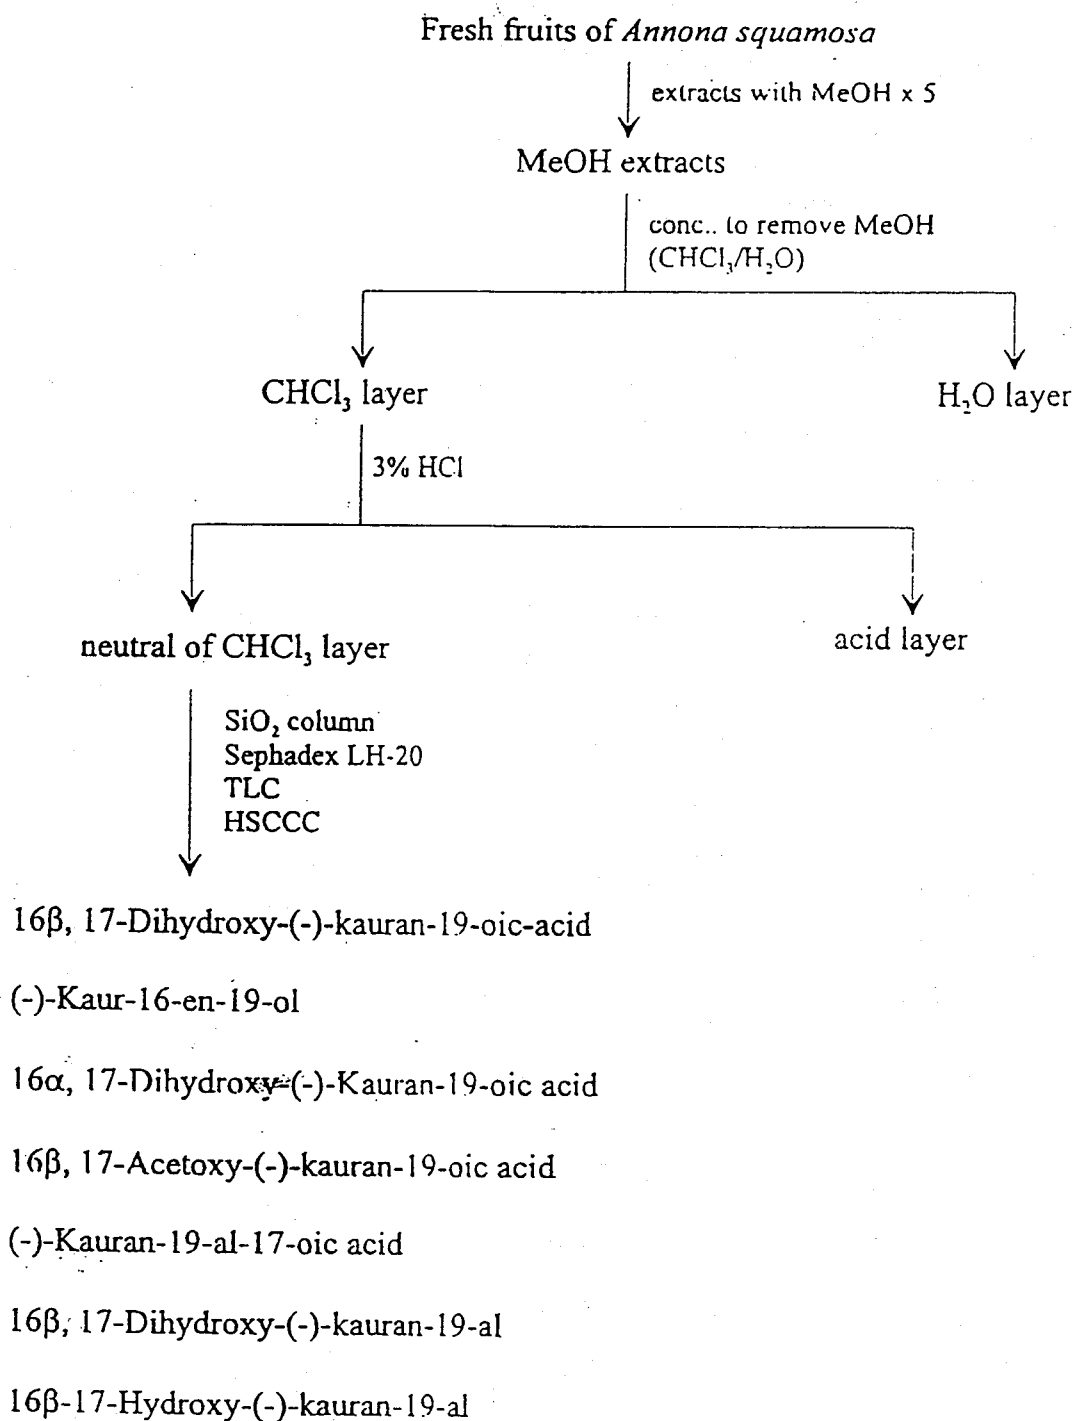 Fresh fruits of Annona squamosa
extracts with MeOH x 5
MeOH extracts
conc.. to remove MeOH
(CHCl₃/H₂O)
CHCl₃ layer
H₂O layer
3% HCl
neutral of CHCl₃ layer
acid layer
SiO₂ column
Sephadex LH-20
TLC
HSCCC
16β, 17-Dihydroxy-(-)-kauran-19-oic-acid
(-)-Kaur-16-en-19-ol
16α, 17-Dihydroxy-(-)-Kauran-19-oic acid
16β, 17-Acetoxy-(-)-kauran-19-oic acid
(-)-Kauran-19-al-17-oic acid
16β, 17-Dihydroxy-(-)-kauran-19-al
16β-17-Hydroxy-(-)-kauran-19-al